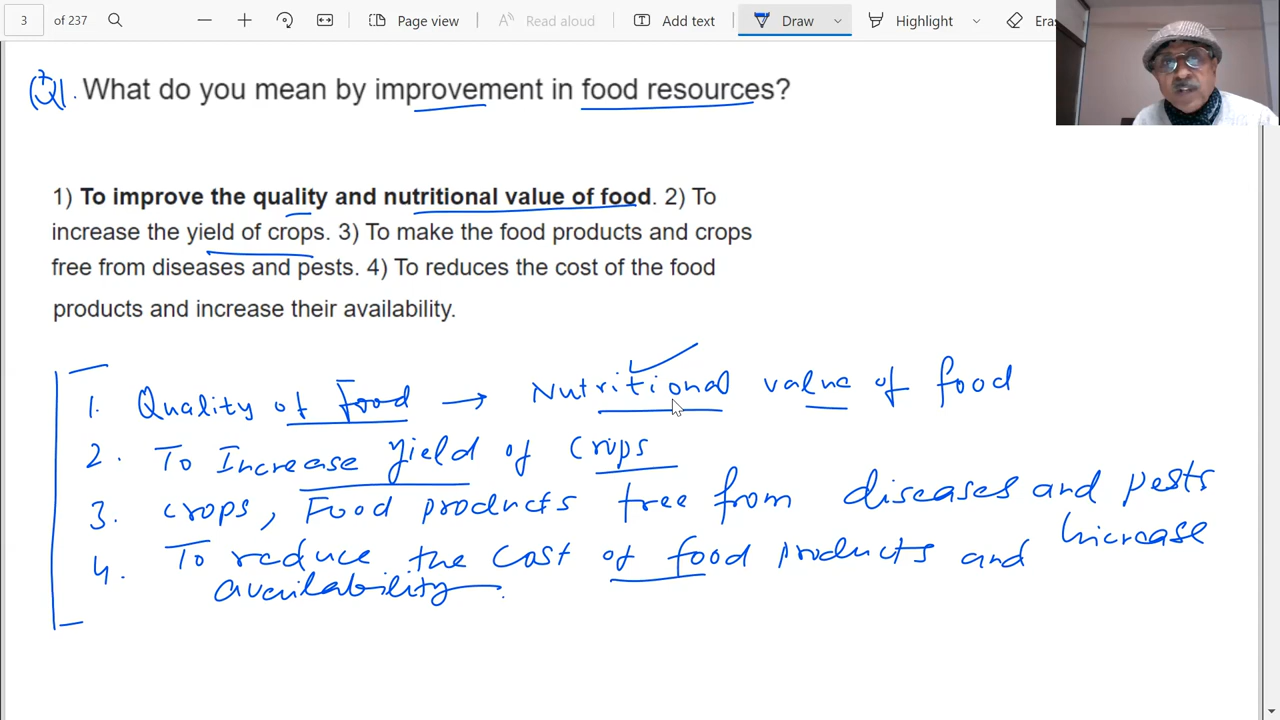 3 of 237 Page view Read aloud Add text Draw Highlight Era
Q1. What do you mean by improvement in food resources?
1) To improve the quality and nutritional value of food. 2) To
increase the yield of crops. 3) To make the food products and crops
free from diseases and pests. 4) To reduces the cost of the food
products and increase their availability.
1. Quality of Food → Nutritional value of food
2. To Increase yield of crops
3. crops, Food products free from diseases and pests
4. To reduce the cost of food products and increase
availability.